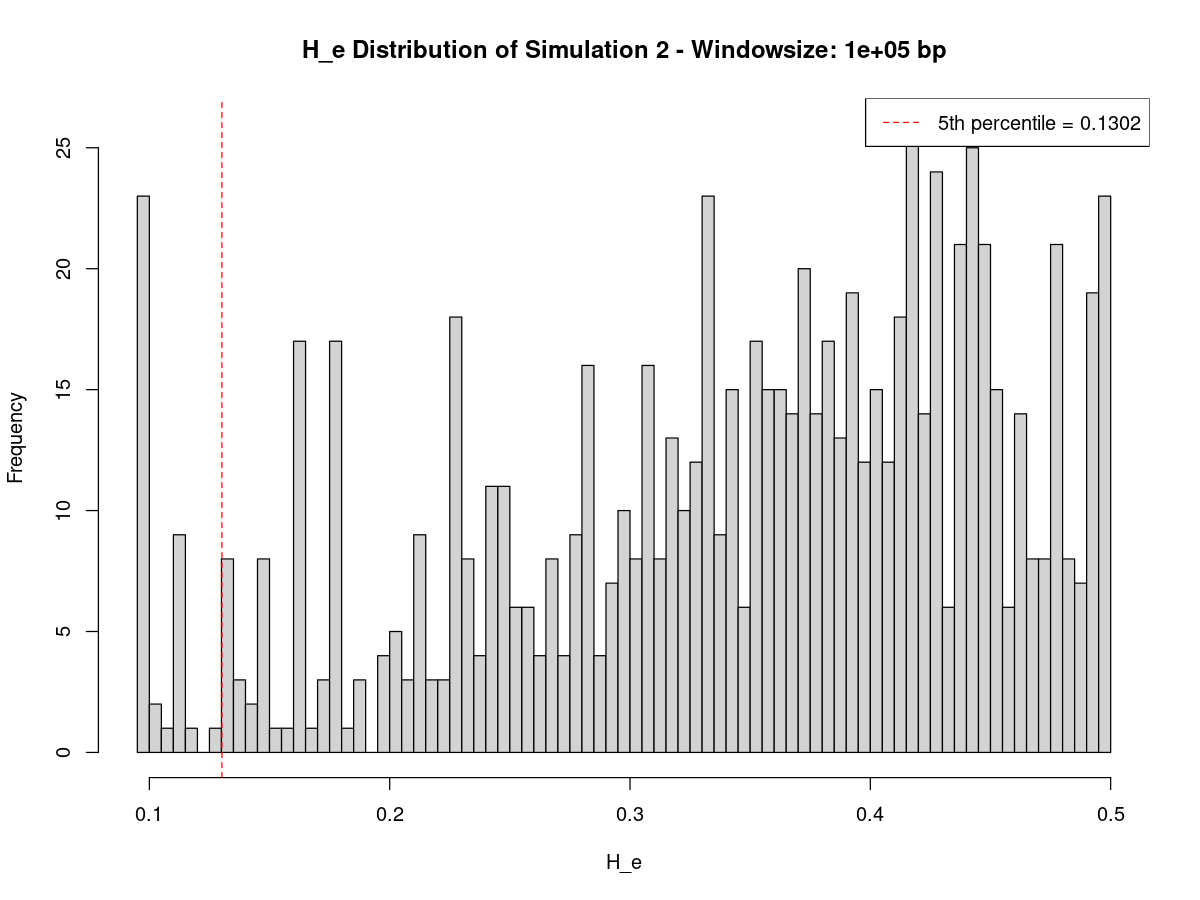 H_e Distribution of Simulation 2 - Windowsize: 1e+05 bp
5th percentile = 0.1302
Frequency
25
20
15
10
5
0
0.1 0.2 0.3 0.4 0.5
H_e